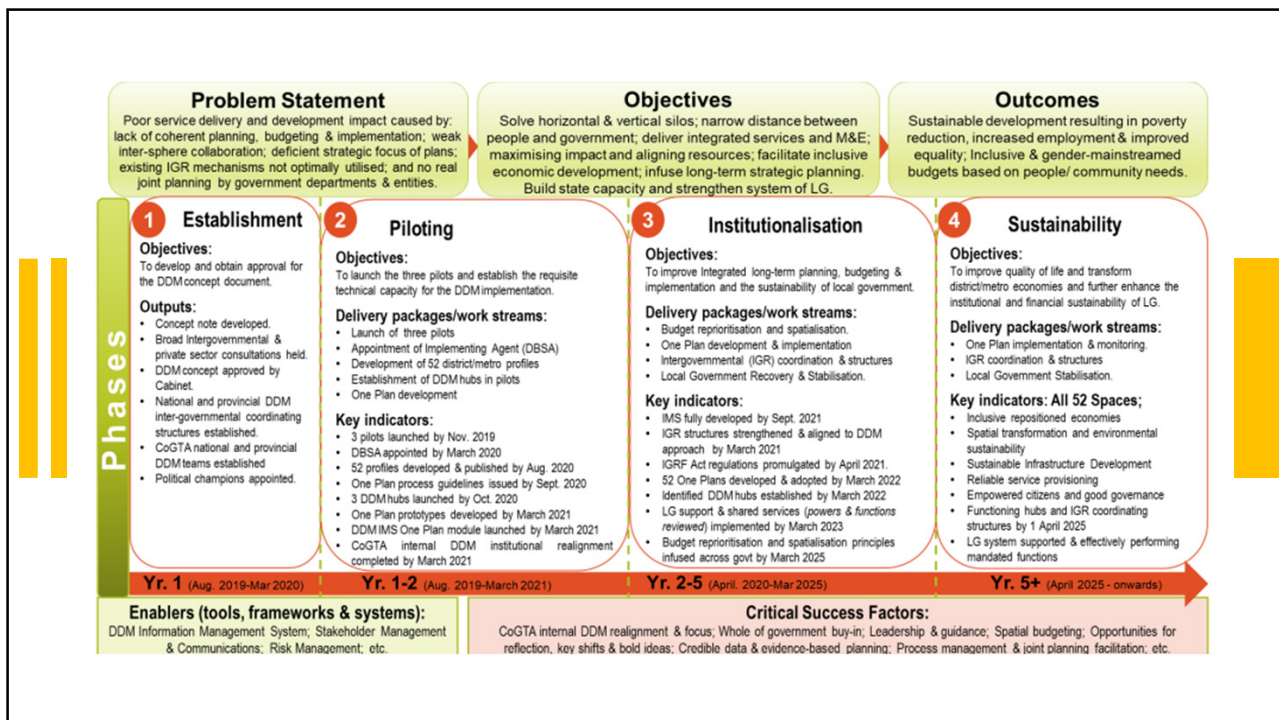 Problem Statement
Poor service delivery and development impact caused by:
lack of coherent planning, budgeting & implementation; weak
inter-sphere collaboration; deficient strategic focus of plans;
existing IGR mechanisms not optimally utilised; and no real
joint planning by government departments & entities.
Objectives
Solve horizontal & vertical silos; narrow distance between
people and government; deliver integrated services and M&E;
maximising impact and aligning resources; facilitate inclusive
economic development; infuse long-term strategic planning.
Build state capacity and strengthen system of LG.
Outcomes
Sustainable development resulting in poverty
reduction, increased employment & improved
equality; Inclusive & gender-mainstreamed
budgets based on people/ community needs.
Phases
1 Establishment
Objectives:
To develop and obtain approval for
the DDM concept document.
Outputs:
• Concept note developed.
• Broad Intergovernmental &
private sector consultations held.
• DDM concept approved by
Cabinet.
• National and provincial DDM
inter-governmental coordinating
structures established.
• CoGTA national and provincial
DDM teams established
• Political champions appointed.
2 Piloting
Objectives:
To launch the three pilots and establish the requisite
technical capacity for the DDM implementation.
Delivery packages/work streams:
• Launch of three pilots
• Appointment of Implementing Agent (DBSA)
• Development of 52 district/metro profiles
• Establishment of DDM hubs in pilots
• One Plan development
Key indicators:
• 3 pilots launched by Nov. 2019
• DBSA appointed by March 2020
• 52 profiles developed & published by Aug. 2020
• One Plan process guidelines issued by Sept. 2020
• 3 DDM hubs launched by Oct. 2020
• One Plan prototypes developed by March 2021
• DDM IMS One Plan module launched by March 2021
• CoGTA internal DDM institutional realignment
completed by March 2021
3 Institutionalisation
Objectives:
To improve Integrated long-term planning, budgeting &
implementation and the sustainability of local government.
Delivery packages/work streams:
• Budget reprioritisation and spatialisation.
• One Plan development & implementation
• Intergovernmental (IGR) coordination & structures
• Local Government Recovery & Stabilisation.
Key indicators:
• IMS fully developed by Sept. 2021
• IGR structures strengthened & aligned to DDM
approach by March 2021
• IGRF Act regulations promulgated by April 2021.
• 52 One Plans developed & adopted by March 2022
• Identified DDM hubs established by March 2022
• LG support & shared services (powers & functions
reviewed) implemented by March 2023
• Budget reprioritisation and spatialisation principles
infused across govt by March 2025
4 Sustainability
Objectives:
To improve quality of life and transform
district/metro economies and further enhance the
institutional and financial sustainability of LG.
Delivery packages/work streams:
• One Plan implementation & monitoring.
• IGR coordination & structures
• Local Government Stabilisation.
Key indicators: All 52 Spaces;
• Inclusive repositioned economies
• Spatial transformation and environmental
sustainability
• Sustainable Infrastructure Development
• Reliable service provisioning
• Empowered citizens and good governance
• Functioning hubs and IGR coordinating
structures by 1 April 2025
• LG system supported & effectively performing
mandated functions
Yr. 1 (Aug. 2019-Mar 2020)
Yr. 1-2 (Aug. 2019-March 2021)
Yr. 2-5 (April. 2020-Mar 2025)
Yr. 5+ (April 2025 - onwards)
Enablers (tools, frameworks & systems):
DDM Information Management System; Stakeholder Management
& Communications; Risk Management; etc.
Critical Success Factors:
CoGTA internal DDM realignment & focus; Whole of government buy-in; Leadership & guidance; Spatial budgeting; Opportunities for
reflection, key shifts & bold ideas; Credible data & evidence-based planning; Process management & joint planning facilitation; etc.